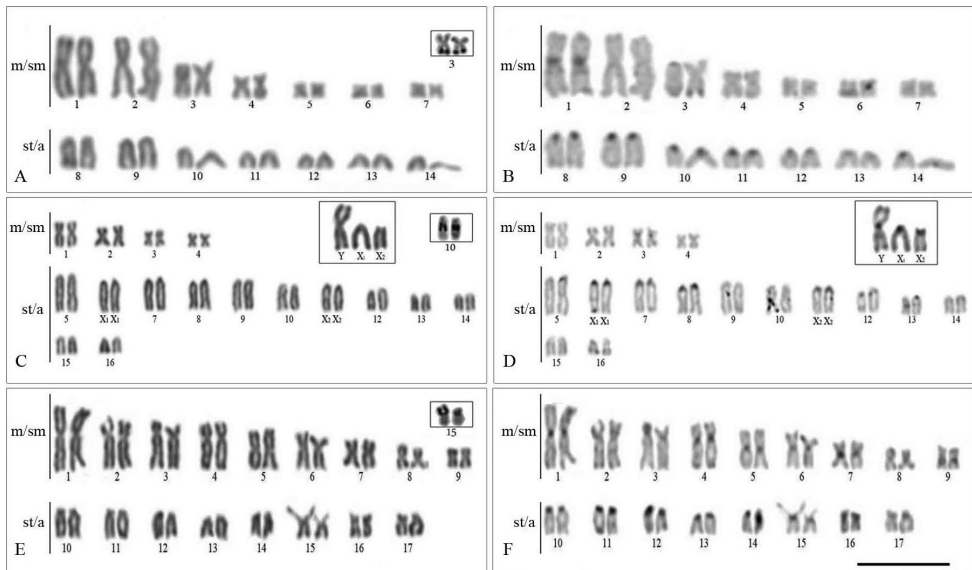 m/sm
3
1 2 3 4 5 6 7
st/a
A
8 9 10 11 12 13 14
m/sm
1 2 3 4 5 6 7
st/a
B
8 9 10 11 12 13 14
m/sm
Y X₁ X₂
10
1 2 3 4
st/a
5 X₁ X₁ 7 8 9 10 X₂ X₂ 12 13 14
C
15 16
m/sm
Y X₁ X₂
1 2 3 4
st/a
5 X₁ X₁ 7 8 9 10 X₂ X₂ 12 13 14
D
15 16
m/sm
15
1 2 3 4 5 6 7 8 9
st/a
E
10 11 12 13 14 15 16 17
m/sm
1 2 3 4 5 6 7 8 9
st/a
F
10 11 12 13 14 15 16 17